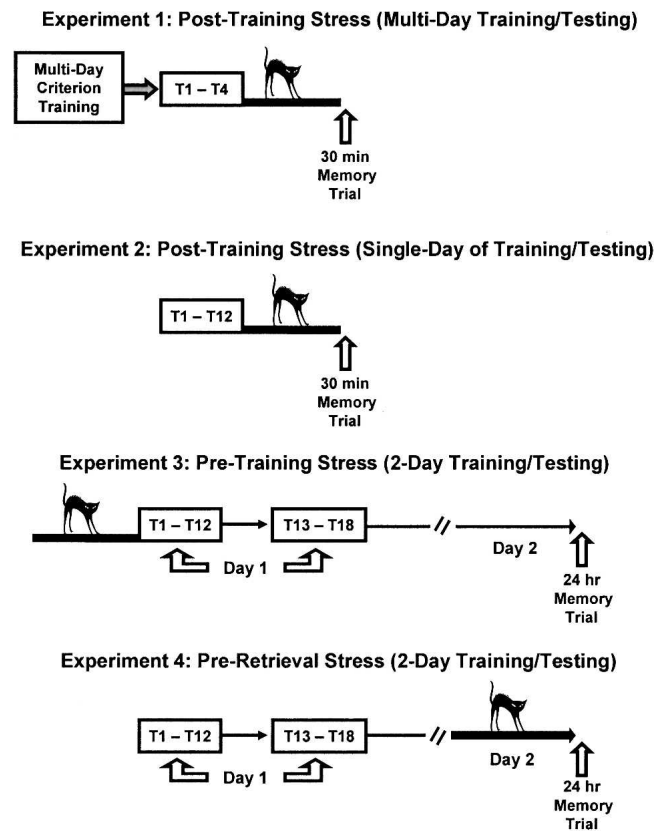 Experiment 1: Post-Training Stress (Multi-Day Training/Testing)
Multi-Day
Criterion
Training
T1 – T4
30 min
Memory
Trial
Experiment 2: Post-Training Stress (Single-Day of Training/Testing)
T1 – T12
30 min
Memory
Trial
Experiment 3: Pre-Training Stress (2-Day Training/Testing)
T1 – T12
T13 – T18
Day 1
Day 2
24 hr
Memory
Trial
Experiment 4: Pre-Retrieval Stress (2-Day Training/Testing)
T1 – T12
T13 – T18
Day 1
Day 2
24 hr
Memory
Trial